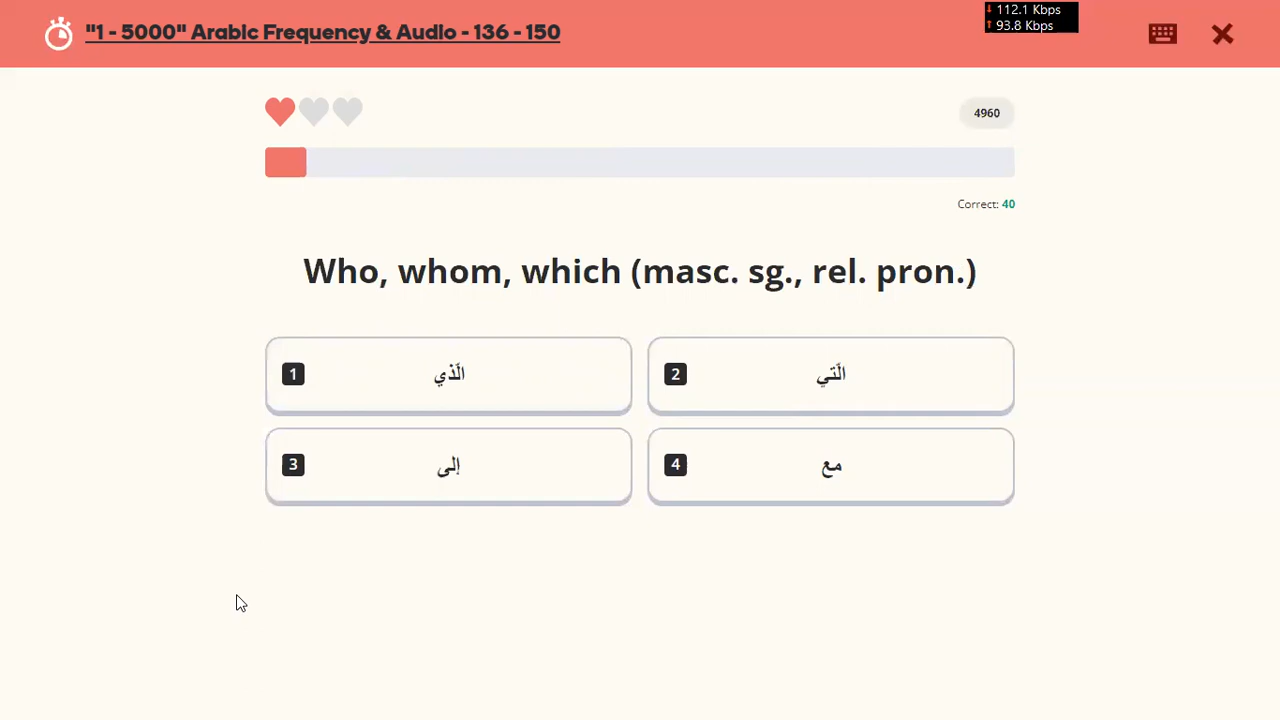 "1 - 5000" Arabic Frequency & Audio - 136 - 150
112.1 Kbps
93.8 Kbps
4960
Correct: 40
Who, whom, which (masc. sg., rel. pron.)
1 الّذي
2 الّتي
3 إلى
4 مع